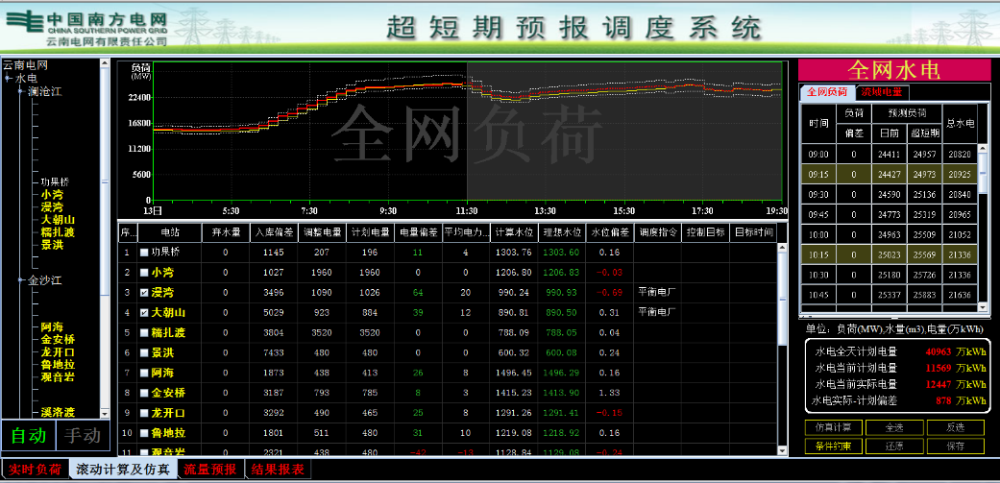 中国南方电网
CHINA SOUTHERN POWER GRID
云南电网有限责任公司
超短期预报调度系统
云南电网
水电
澜沧江
功果桥
小湾
漫湾
大朝山
糯扎渡
景洪
金沙江
阿海
金安桥
龙开口
鲁地拉
观音岩
溪洛渡
自动 手动
负荷
(MW)
22400
16800
11200
5600
0
全网负荷
13日 5:30 7:30 9:30 11:30 13:30 15:30 17:30 19:30
序... 电站 弃水量 入库偏差 调整电量 计划电量 电量偏差 平均电力... 计算水位 理想水位 水位偏差 调度指令 控制目标 目标时间
1 功果桥 0 1145 207 196 11 4 1303.76 1303.60 0.16
2 小湾 0 1027 1960 1960 0 0 1206.80 1206.83 -0.03
3 漫湾 0 3496 1090 1026 64 20 990.24 990.93 -0.69 平衡电厂
4 大朝山 0 5029 923 884 39 12 890.81 890.50 0.31 平衡电厂
5 糯扎渡 0 3804 3520 3520 0 0 788.09 788.05 0.04
6 景洪 0 7433 480 480 0 0 600.32 600.08 0.24
7 阿海 0 1873 438 413 26 8 1496.45 1496.29 0.16
8 金安桥 0 3187 793 785 8 3 1415.23 1413.90 1.33
9 龙开口 0 3292 490 465 25 8 1291.26 1291.41 -0.15
10 鲁地拉 0 1801 511 480 31 10 1219.08 1218.92 0.16
11 观音岩 0 2321 438 480 -42 -13 1128.84 1129.08 -0.24
全网水电
全网负荷 流域电量
时间 负荷偏差 预测负荷 总水电
日前 超短期
09:00 0 24411 24957 20820
09:15 0 24427 24973 20925
09:30 0 24590 25136 20840
09:45 0 24773 25319 20965
10:00 0 24963 25509 21052
10:15 0 25023 25569 21336
10:30 0 25180 25726 21336
10:45 0 25337 25883 21636
单位: 负荷(MW),水量(m3),电量(万kWh)
水电全天计划电量 40963 万kWh
水电当前计划电量 11569 万kWh
水电当前实际电量 12447 万kWh
水电实际-计划偏差 878 万kWh
仿真计算 全选 反选
条件约束 还原 保存
实时负荷 滚动计算及仿真 流量预报 结果报表